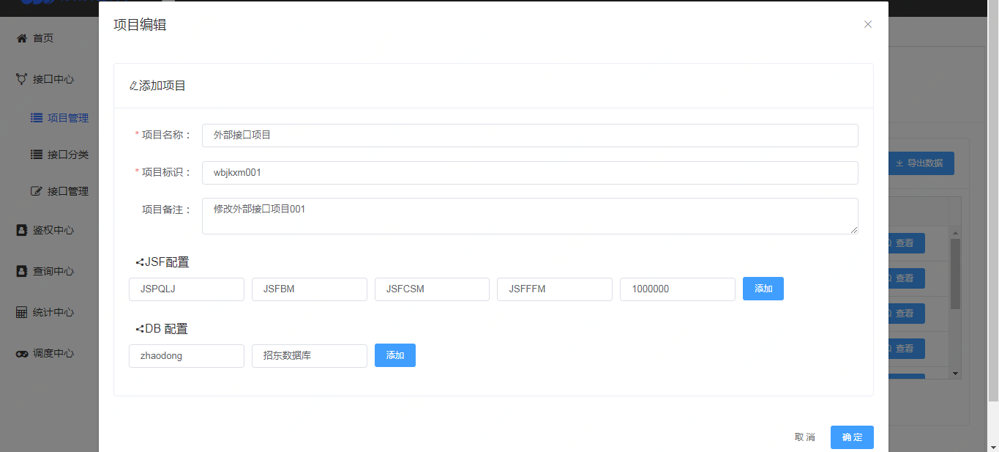 项目编辑
首页
接口中心
项目管理
接口分类
接口管理
鉴权中心
查询中心
统计中心
调度中心
添加项目
* 项目名称： 外部接口项目
* 项目标识： wbjkxm001
项目备注： 修改外部接口项目001
JSF配置
JSPQLJ JSFBM JSFCSM JSFFFM 1000000 添加
DB 配置
zhaodong 招东数据库 添加
取 消 确 定
导出数据
查看
查看
查看
查看